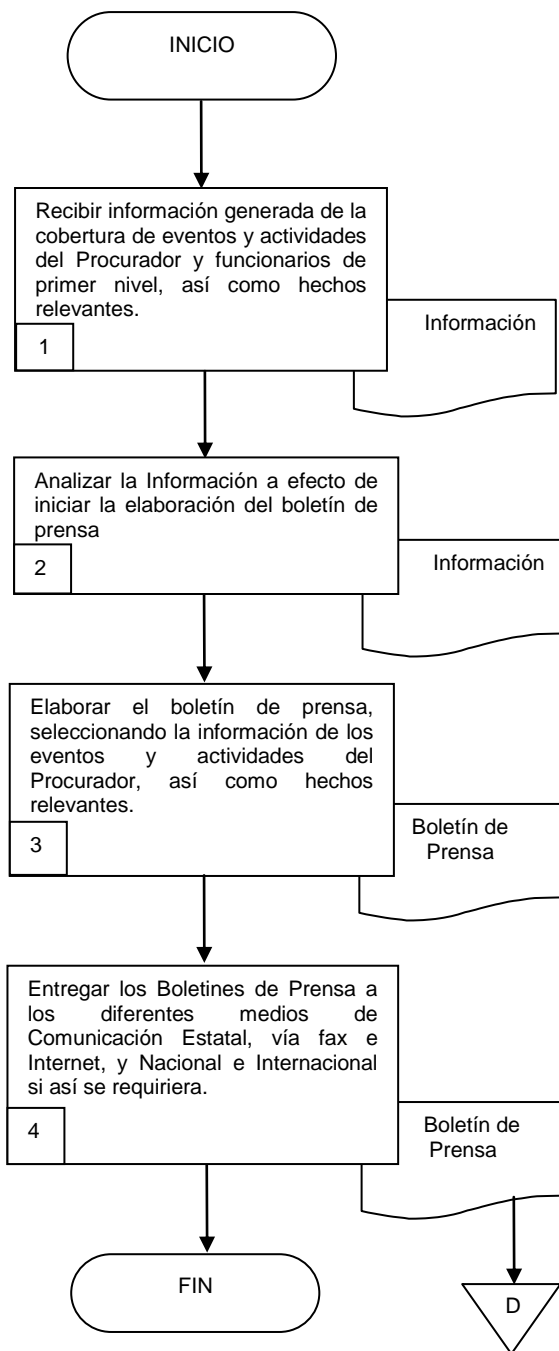 INICIO
Recibir información generada de la
cobertura de eventos y actividades
del Procurador y funcionarios de
primer nivel, así como hechos
relevantes.
1
Información
Analizar la Información a efecto de
iniciar la elaboración del boletín de
prensa
2
Información
Elaborar el boletín de prensa,
seleccionando la información de los
eventos y actividades del
Procurador, así como hechos
relevantes.
3
Boletín de
Prensa
Entregar los Boletines de Prensa a
los diferentes medios de
Comunicación Estatal, vía fax e
Internet, y Nacional e Internacional
si así se requiriera.
4
Boletín de
Prensa
FIN
D